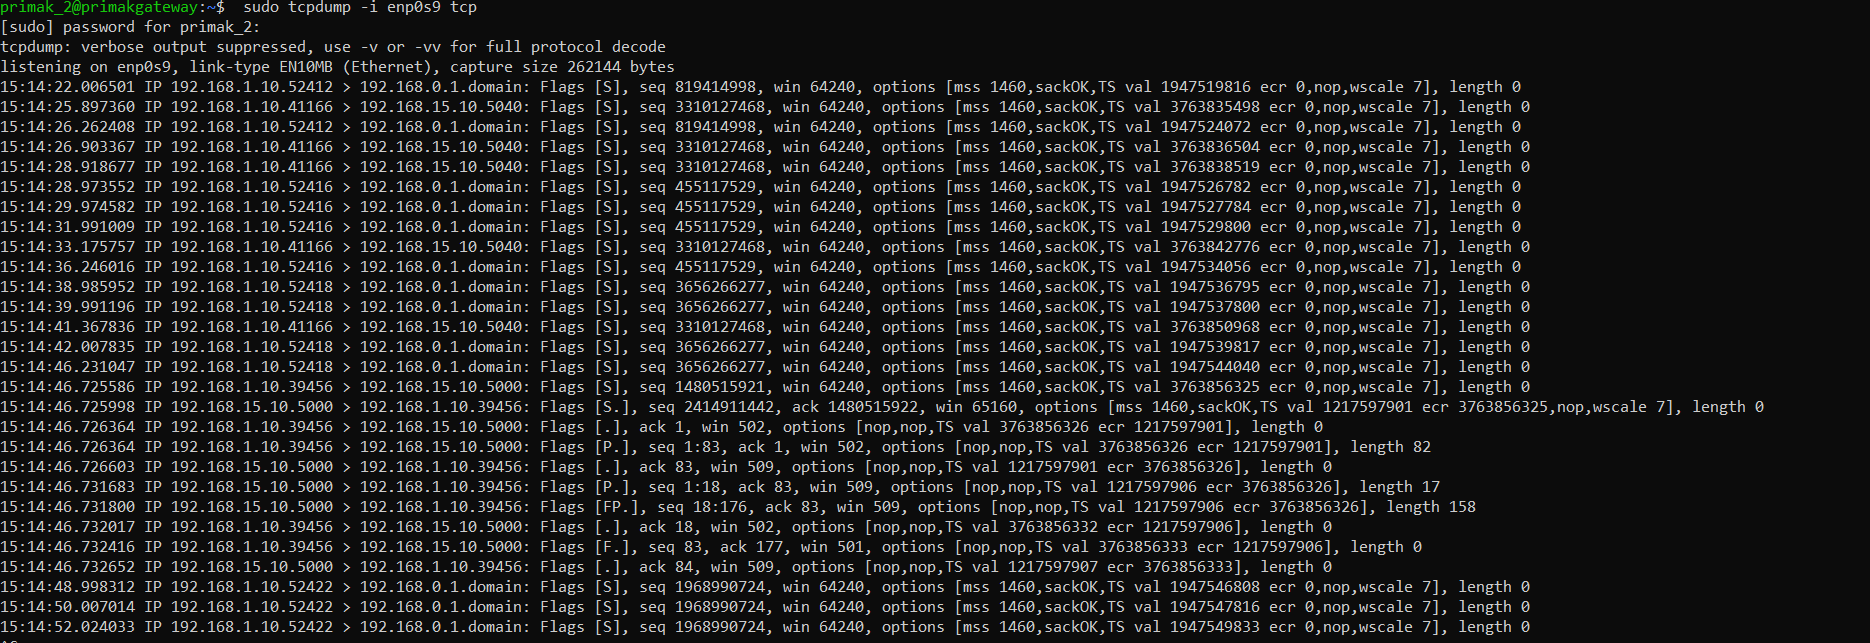 primak_2@primakgateway:~$  sudo tcpdump -i enp0s9 tcp
[sudo] password for primak_2:
tcpdump: verbose output suppressed, use -v or -vv for full protocol decode
listening on enp0s9, link-type EN10MB (Ethernet), capture size 262144 bytes
15:14:22.006501 IP 192.168.1.10.52412 > 192.168.0.1.domain: Flags [S], seq 819414998, win 64240, options [mss 1460,sackOK,TS val 1947519816 ecr 0,nop,wscale 7], length 0
15:14:25.897360 IP 192.168.1.10.41166 > 192.168.15.10.5040: Flags [S], seq 3310127468, win 64240, options [mss 1460,sackOK,TS val 3763835498 ecr 0,nop,wscale 7], length 0
15:14:26.262408 IP 192.168.1.10.52412 > 192.168.0.1.domain: Flags [S], seq 819414998, win 64240, options [mss 1460,sackOK,TS val 1947524072 ecr 0,nop,wscale 7], length 0
15:14:26.903367 IP 192.168.1.10.41166 > 192.168.15.10.5040: Flags [S], seq 3310127468, win 64240, options [mss 1460,sackOK,TS val 3763836504 ecr 0,nop,wscale 7], length 0
15:14:28.918677 IP 192.168.1.10.41166 > 192.168.15.10.5040: Flags [S], seq 3310127468, win 64240, options [mss 1460,sackOK,TS val 3763838519 ecr 0,nop,wscale 7], length 0
15:14:28.973552 IP 192.168.1.10.52416 > 192.168.0.1.domain: Flags [S], seq 455117529, win 64240, options [mss 1460,sackOK,TS val 1947526782 ecr 0,nop,wscale 7], length 0
15:14:29.974582 IP 192.168.1.10.52416 > 192.168.0.1.domain: Flags [S], seq 455117529, win 64240, options [mss 1460,sackOK,TS val 1947527784 ecr 0,nop,wscale 7], length 0
15:14:31.991009 IP 192.168.1.10.52416 > 192.168.0.1.domain: Flags [S], seq 455117529, win 64240, options [mss 1460,sackOK,TS val 1947529800 ecr 0,nop,wscale 7], length 0
15:14:33.175757 IP 192.168.1.10.41166 > 192.168.15.10.5040: Flags [S], seq 3310127468, win 64240, options [mss 1460,sackOK,TS val 3763842776 ecr 0,nop,wscale 7], length 0
15:14:36.246016 IP 192.168.1.10.52416 > 192.168.0.1.domain: Flags [S], seq 455117529, win 64240, options [mss 1460,sackOK,TS val 1947534056 ecr 0,nop,wscale 7], length 0
15:14:38.985952 IP 192.168.1.10.52418 > 192.168.0.1.domain: Flags [S], seq 3656266277, win 64240, options [mss 1460,sackOK,TS val 1947536795 ecr 0,nop,wscale 7], length 0
15:14:39.991196 IP 192.168.1.10.52418 > 192.168.0.1.domain: Flags [S], seq 3656266277, win 64240, options [mss 1460,sackOK,TS val 1947537800 ecr 0,nop,wscale 7], length 0
15:14:41.367836 IP 192.168.1.10.41166 > 192.168.15.10.5040: Flags [S], seq 3310127468, win 64240, options [mss 1460,sackOK,TS val 3763850968 ecr 0,nop,wscale 7], length 0
15:14:42.007835 IP 192.168.1.10.52418 > 192.168.0.1.domain: Flags [S], seq 3656266277, win 64240, options [mss 1460,sackOK,TS val 1947539817 ecr 0,nop,wscale 7], length 0
15:14:46.231047 IP 192.168.1.10.52418 > 192.168.0.1.domain: Flags [S], seq 3656266277, win 64240, options [mss 1460,sackOK,TS val 1947544040 ecr 0,nop,wscale 7], length 0
15:14:46.725586 IP 192.168.1.10.39456 > 192.168.15.10.5000: Flags [S], seq 1480515921, win 64240, options [mss 1460,sackOK,TS val 3763856325 ecr 0,nop,wscale 7], length 0
15:14:46.725998 IP 192.168.15.10.5000 > 192.168.1.10.39456: Flags [S.], seq 2414911442, ack 1480515922, win 65160, options [mss 1460,sackOK,TS val 1217597901 ecr 3763856325,nop,wscale 7], length 0
15:14:46.726364 IP 192.168.1.10.39456 > 192.168.15.10.5000: Flags [.], ack 1, win 502, options [nop,nop,TS val 3763856326 ecr 1217597901], length 0
15:14:46.726364 IP 192.168.1.10.39456 > 192.168.15.10.5000: Flags [P.], seq 1:83, ack 1, win 502, options [nop,nop,TS val 3763856326 ecr 1217597901], length 82
15:14:46.726603 IP 192.168.15.10.5000 > 192.168.1.10.39456: Flags [.], ack 83, win 509, options [nop,nop,TS val 1217597901 ecr 3763856326], length 0
15:14:46.731683 IP 192.168.15.10.5000 > 192.168.1.10.39456: Flags [P.], seq 1:18, ack 83, win 509, options [nop,nop,TS val 1217597906 ecr 3763856326], length 17
15:14:46.731800 IP 192.168.15.10.5000 > 192.168.1.10.39456: Flags [FP.], seq 18:176, ack 83, win 509, options [nop,nop,TS val 1217597906 ecr 3763856326], length 158
15:14:46.732017 IP 192.168.1.10.39456 > 192.168.15.10.5000: Flags [.], ack 18, win 502, options [nop,nop,TS val 3763856332 ecr 1217597906], length 0
15:14:46.732416 IP 192.168.1.10.39456 > 192.168.15.10.5000: Flags [F.], seq 83, ack 177, win 501, options [nop,nop,TS val 3763856333 ecr 1217597906], length 0
15:14:46.732652 IP 192.168.15.10.5000 > 192.168.1.10.39456: Flags [.], ack 84, win 509, options [nop,nop,TS val 1217597907 ecr 3763856333], length 0
15:14:48.998312 IP 192.168.1.10.52422 > 192.168.0.1.domain: Flags [S], seq 1968990724, win 64240, options [mss 1460,sackOK,TS val 1947546808 ecr 0,nop,wscale 7], length 0
15:14:50.007014 IP 192.168.1.10.52422 > 192.168.0.1.domain: Flags [S], seq 1968990724, win 64240, options [mss 1460,sackOK,TS val 1947547816 ecr 0,nop,wscale 7], length 0
15:14:52.024033 IP 192.168.1.10.52422 > 192.168.0.1.domain: Flags [S], seq 1968990724, win 64240, options [mss 1460,sackOK,TS val 1947549833 ecr 0,nop,wscale 7], length 0